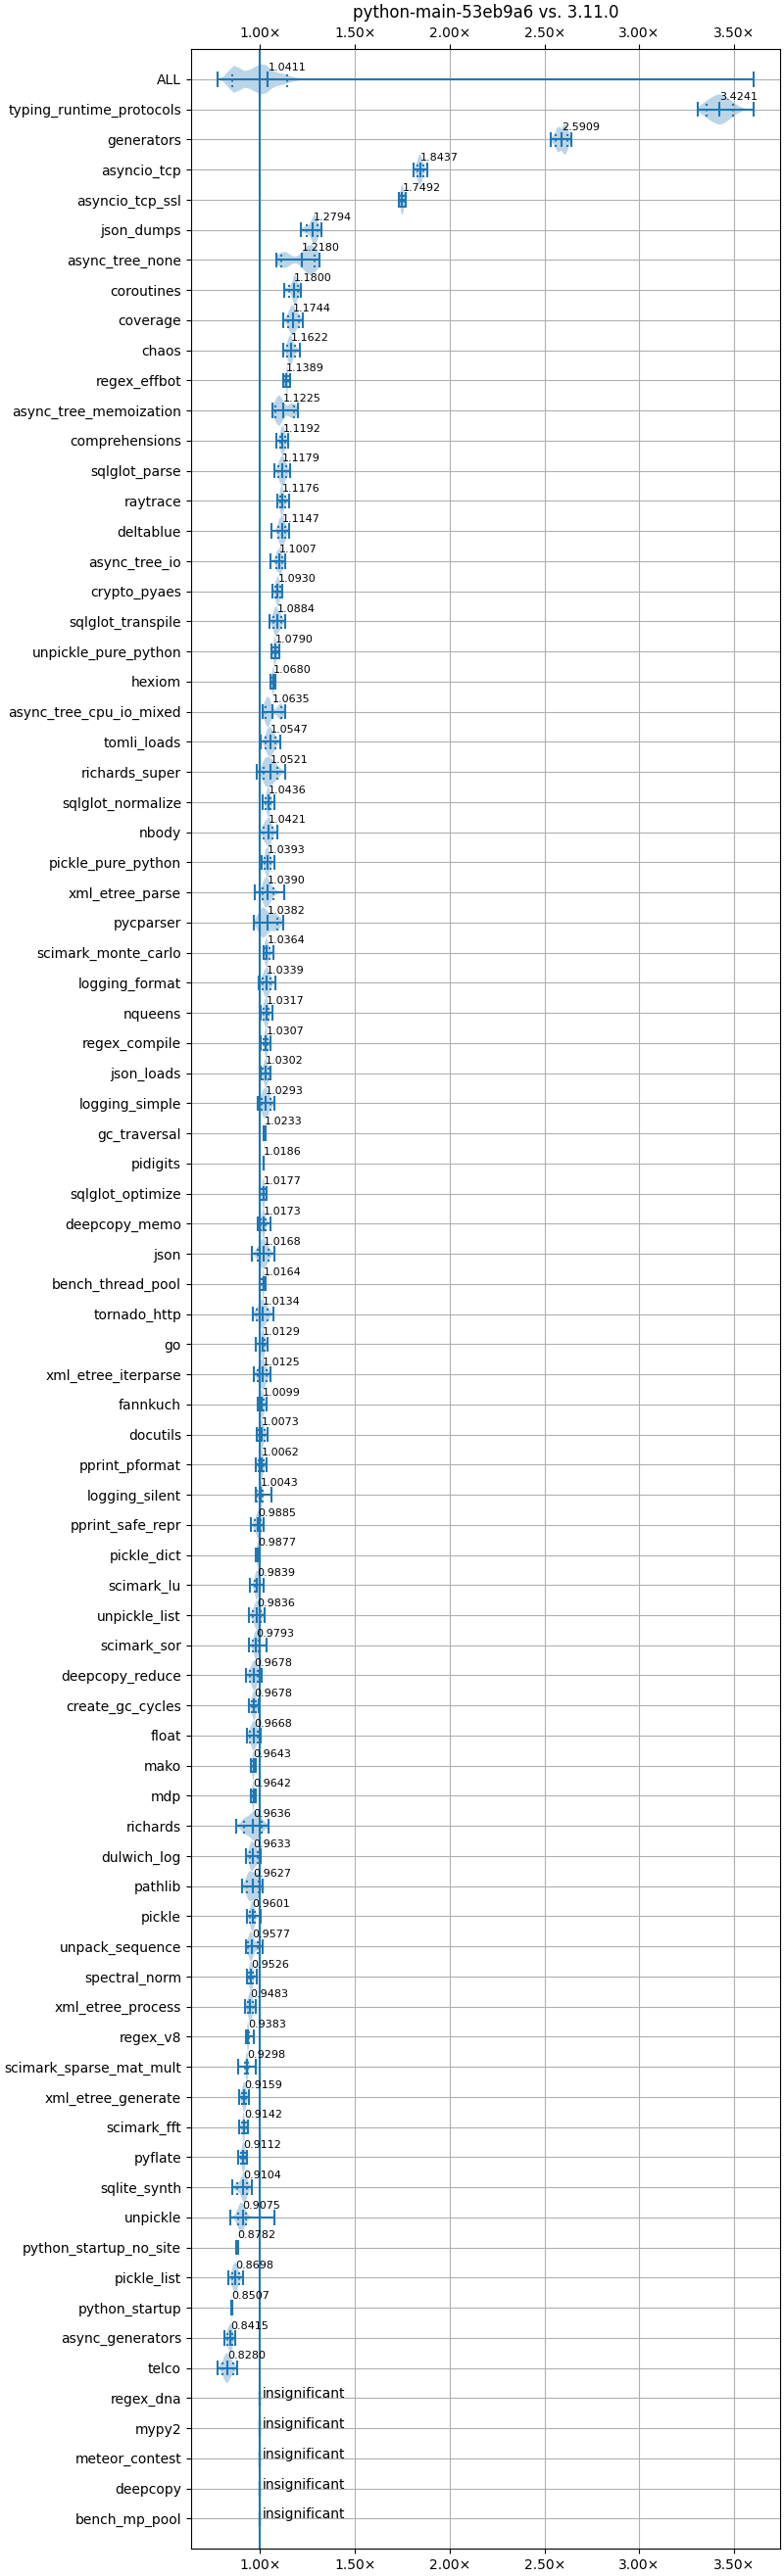 python-main-53eb9a6 vs. 3.11.0
1.00× 1.50× 2.00× 2.50× 3.00× 3.50×
ALL 1.0411
typing_runtime_protocols 3.4241
generators 2.5909
asyncio_tcp 1.8437
asyncio_tcp_ssl 1.7492
json_dumps 1.2794
async_tree_none 1.2180
coroutines 1.1800
coverage 1.1744
chaos 1.1622
regex_effbot 1.1389
async_tree_memoization 1.1225
comprehensions 1.1192
sqlglot_parse 1.1179
raytrace 1.1176
deltablue 1.1147
async_tree_io 1.1007
crypto_pyaes 1.0930
sqlglot_transpile 1.0884
unpickle_pure_python 1.0790
hexiom 1.0680
async_tree_cpu_io_mixed 1.0635
tomli_loads 1.0547
richards_super 1.0521
sqlglot_normalize 1.0436
nbody 1.0421
pickle_pure_python 1.0393
xml_etree_parse 1.0390
pycparser 1.0382
scimark_monte_carlo 1.0364
logging_format 1.0339
nqueens 1.0317
regex_compile 1.0307
json_loads 1.0302
logging_simple 1.0293
gc_traversal 1.0233
pidigits 1.0186
sqlglot_optimize 1.0177
deepcopy_memo 1.0173
json 1.0168
bench_thread_pool 1.0164
tornado_http 1.0134
go 1.0129
xml_etree_iterparse 1.0125
fannkuch 1.0099
docutils 1.0073
pprint_pformat 1.0062
logging_silent 1.0043
pprint_safe_repr 0.9885
pickle_dict 0.9877
scimark_lu 0.9839
unpickle_list 0.9836
scimark_sor 0.9793
deepcopy_reduce 0.9678
create_gc_cycles 0.9678
float 0.9668
mako 0.9643
mdp 0.9642
richards 0.9636
dulwich_log 0.9633
pathlib 0.9627
pickle 0.9601
unpack_sequence 0.9577
spectral_norm 0.9526
xml_etree_process 0.9483
regex_v8 0.9383
scimark_sparse_mat_mult 0.9298
xml_etree_generate 0.9159
scimark_fft 0.9142
pyflate 0.9112
sqlite_synth 0.9104
unpickle 0.9075
python_startup_no_site 0.8782
pickle_list 0.8698
python_startup 0.8507
async_generators 0.8415
telco 0.8280
regex_dna insignificant
mypy2 insignificant
meteor_contest insignificant
deepcopy insignificant
bench_mp_pool insignificant
1.00× 1.50× 2.00× 2.50× 3.00× 3.50×